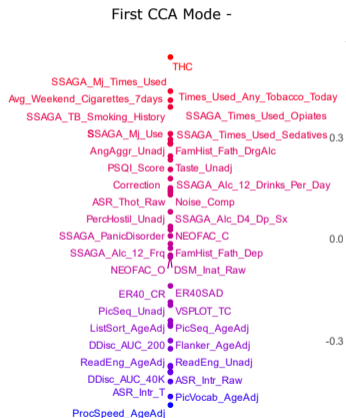 First CCA Mode -
THC
SSAGA_Mj_Times_Used
Avg_Weekend_Cigarettes_7days Times_Used_Any_Tobacco_Today
SSAGA_TB_Smoking_History SSAGA_Times_Used_Opiates
SSAGA_Mj_Use SSAGA_Times_Used_Sedatives 0.3
AngAggr_Unadj FamHist_Fath_DrgAlc
PSQI_Score Taste_Unadj
Correction SSAGA_Alc_12_Drinks_Per_Day
ASR_Thot_Raw Noise_Comp
PercHostil_Unadj SSAGA_Alc_D4_Dp_Sx
SSAGA_PanicDisorder NEOFAC_C 0.0
SSAGA_Alc_12_Frq FamHist_Fath_Dep
NEOFAC_O DSM_Inat_Raw
ER40_CR ER40SAD
PicSeq_Unadj VSPLOT_TC
ListSort_AgeAdj PicSeq_AgeAdj
DDisc_AUC_200 Flanker_AgeAdj -0.3
ReadEng_AgeAdj ReadEng_Unadj
DDisc_AUC_40K ASR_Intr_Raw
ASR_Intr_T PicVocab_AgeAdj
ProcSpeed_AgeAdj